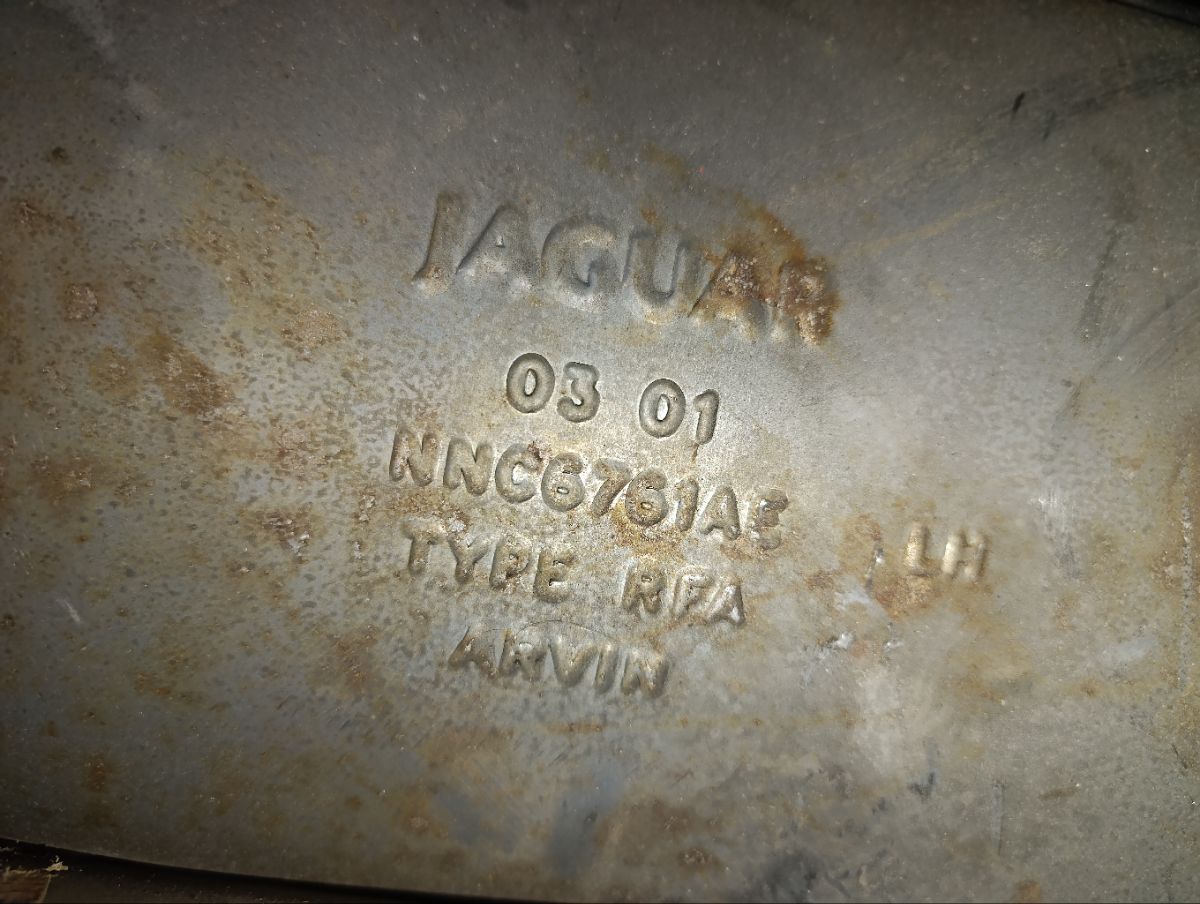 JAGUAR
03 01
NNC6761AE
TYPE RFA LH
ARVIN